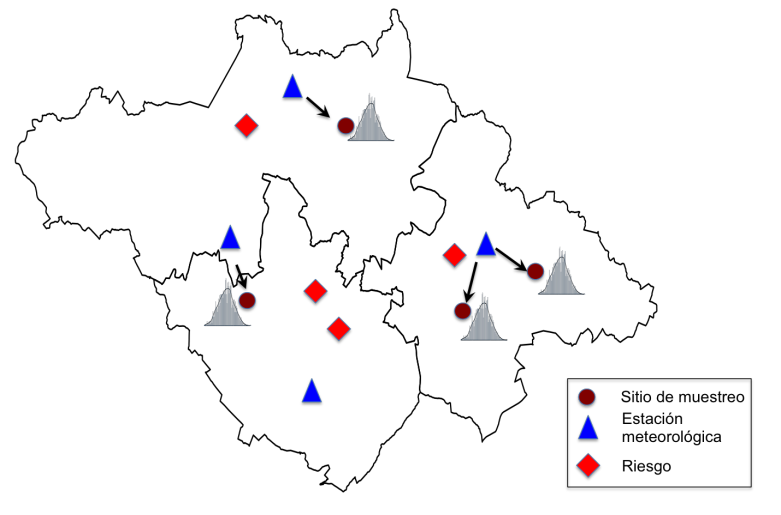 Sitio de muestreo
Estación
meteorológica
Riesgo